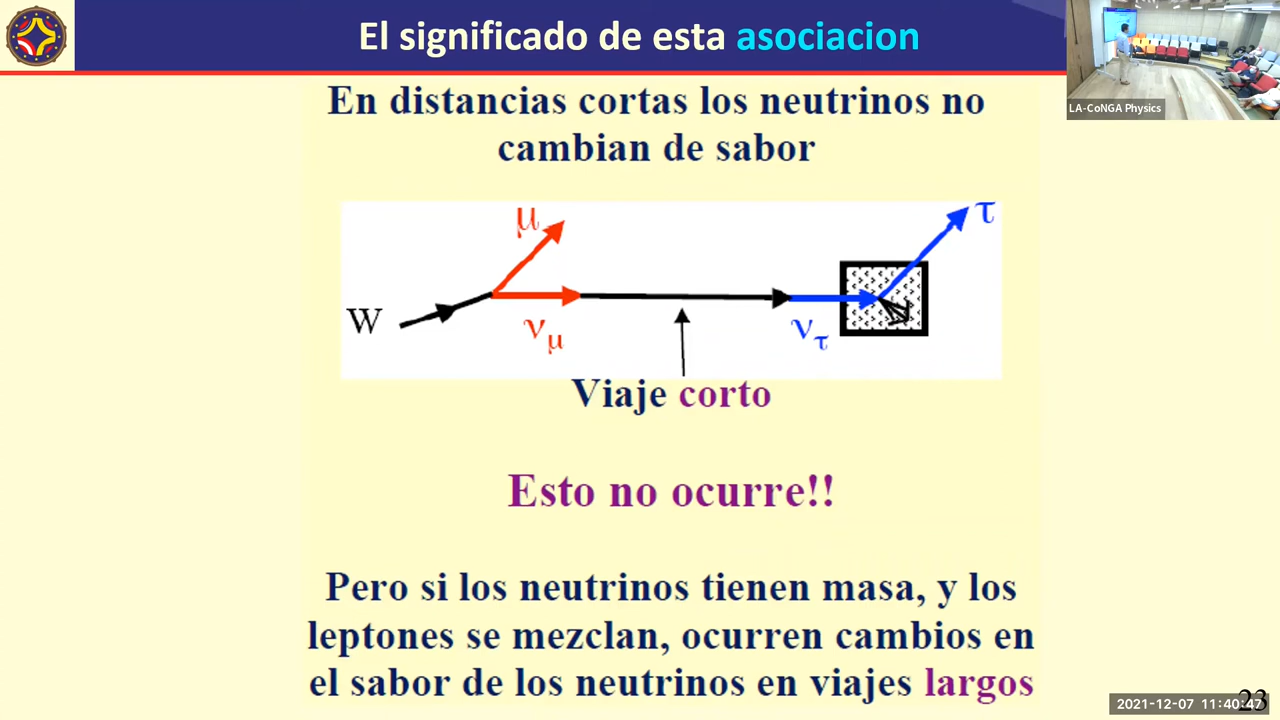 El significado de esta asociacion
LA-CoNGA Physics
En distancias cortas los neutrinos no
cambian de sabor
μ
τ
W
ν_μ
ν_τ
Viaje corto
Esto no ocurre!!
Pero si los neutrinos tienen masa, y los
leptones se mezclan, ocurren cambios en
el sabor de los neutrinos en viajes largos
2021-12-07 11:40:47
23